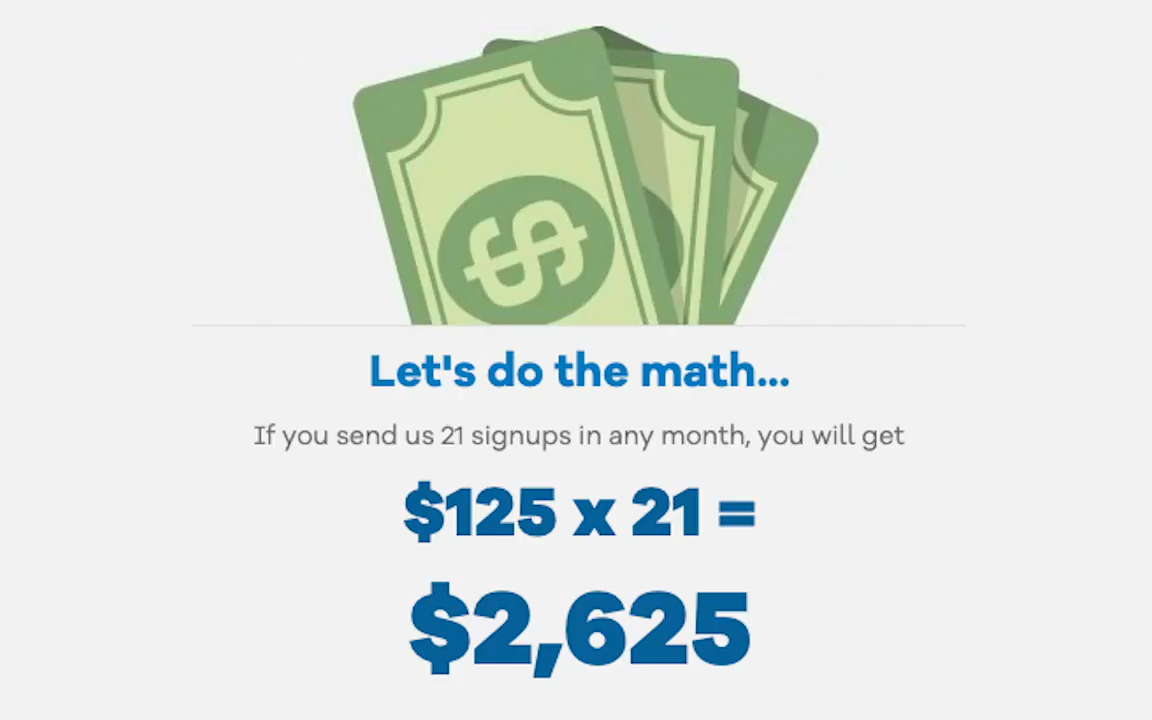 $
Let's do the math...
If you send us 21 signups in any month, you will get
$125 x 21 =
$2,625